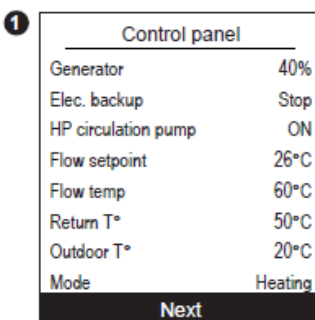 1
Control panel
Generator 40%
Elec. backup Stop
HP circulation pump ON
Flow setpoint 26°C
Flow temp 60°C
Return T° 50°C
Outdoor T° 20°C
Mode Heating
Next